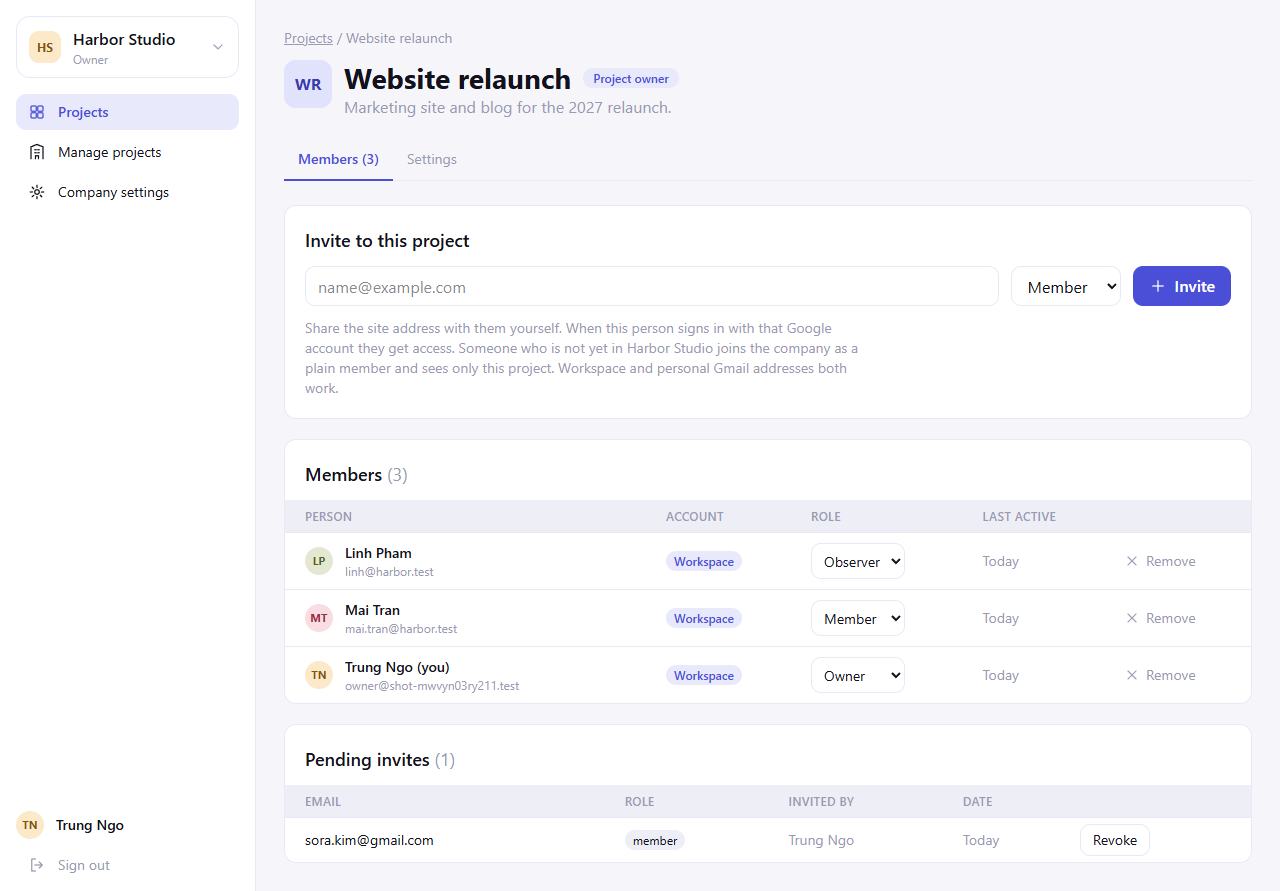 HS
Harbor Studio
Owner
Projects
Manage projects
Company settings
TN
Trung Ngo
Sign out
Projects / Website relaunch
WR
Website relaunch
Project owner
Marketing site and blog for the 2027 relaunch.
Members (3)
Settings
Invite to this project
name@example.com
Member
Invite
Share the site address with them yourself. When this person signs in with that Google
account they get access. Someone who is not yet in Harbor Studio joins the company as a
plain member and sees only this project. Workspace and personal Gmail addresses both
work.
Members (3)
PERSON ACCOUNT ROLE LAST ACTIVE
LP Linh Pham Workspace Observer Today Remove
linh@harbor.test
MT Mai Tran Workspace Member Today Remove
mai.tran@harbor.test
TN Trung Ngo (you) Workspace Owner Today Remove
owner@shot-mwvyn03ry211.test
Pending invites (1)
EMAIL ROLE INVITED BY DATE
sora.kim@gmail.com member Trung Ngo Today Revoke